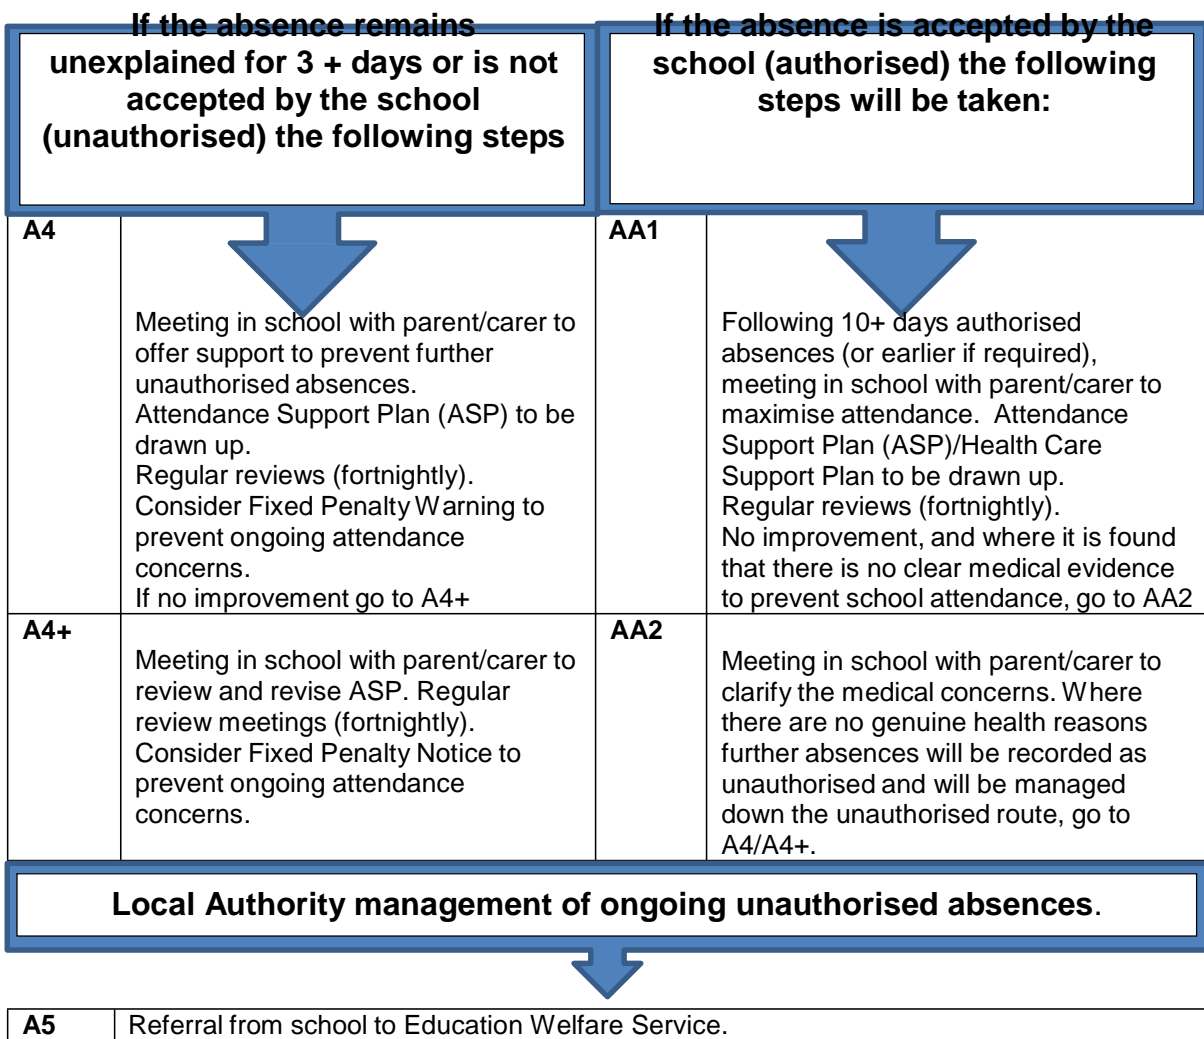 If the absence remains
unexplained for 3 + days or is not
accepted by the school
(unauthorised) the following steps
If the absence is accepted by the
school (authorised) the following
steps will be taken:
A4
Meeting in school with parent/carer to
offer support to prevent further
unauthorised absences.
Attendance Support Plan (ASP) to be
drawn up.
Regular reviews (fortnightly).
Consider Fixed Penalty Warning to
prevent ongoing attendance
concerns.
If no improvement go to A4+
AA1
Following 10+ days authorised
absences (or earlier if required),
meeting in school with parent/carer to
maximise attendance.  Attendance
Support Plan (ASP)/Health Care
Support Plan to be drawn up.
Regular reviews (fortnightly).
No improvement, and where it is found
that there is no clear medical evidence
to prevent school attendance, go to AA2
A4+
Meeting in school with parent/carer to
review and revise ASP. Regular
review meetings (fortnightly).
Consider Fixed Penalty Notice to
prevent ongoing attendance
concerns.
AA2
Meeting in school with parent/carer to
clarify the medical concerns. Where
there are no genuine health reasons
further absences will be recorded as
unauthorised and will be managed
down the unauthorised route, go to
A4/A4+.
Local Authority management of ongoing unauthorised absences.
A5
Referral from school to Education Welfare Service.